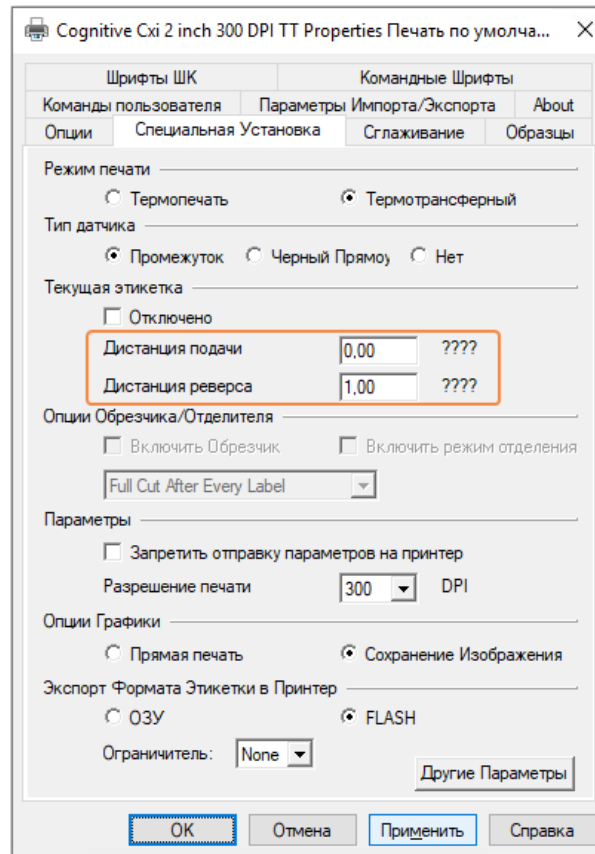 Cognitive Cxi 2 inch 300 DPI TT Properties Печать по умолча...
Шрифты ШК Командные Шрифты
Команды пользователя Параметры Импорта/Экспорта About
Опции Специальная Установка Сглаживание Образцы
Режим печати
Термопечать Термотрансферный
Тип датчика
Промежуток Черный Прямоу Нет
Текущая этикетка
Отключено
Дистанция подачи 0,00 ????
Дистанция реверса 1,00 ????
Опции Обрезчика/Отделителя
Включить Обрезчик Включить режим отделения
Full Cut After Every Label
Параметры
Запретить отправку параметров на принтер
Разрешение печати 300 DPI
Опции Графики
Прямая печать Сохранение Изображения
Экспорт Формата Этикетки в Принтер
ОЗУ FLASH
Ограничитель: None
Другие Параметры
OK Отмена Применить Справка